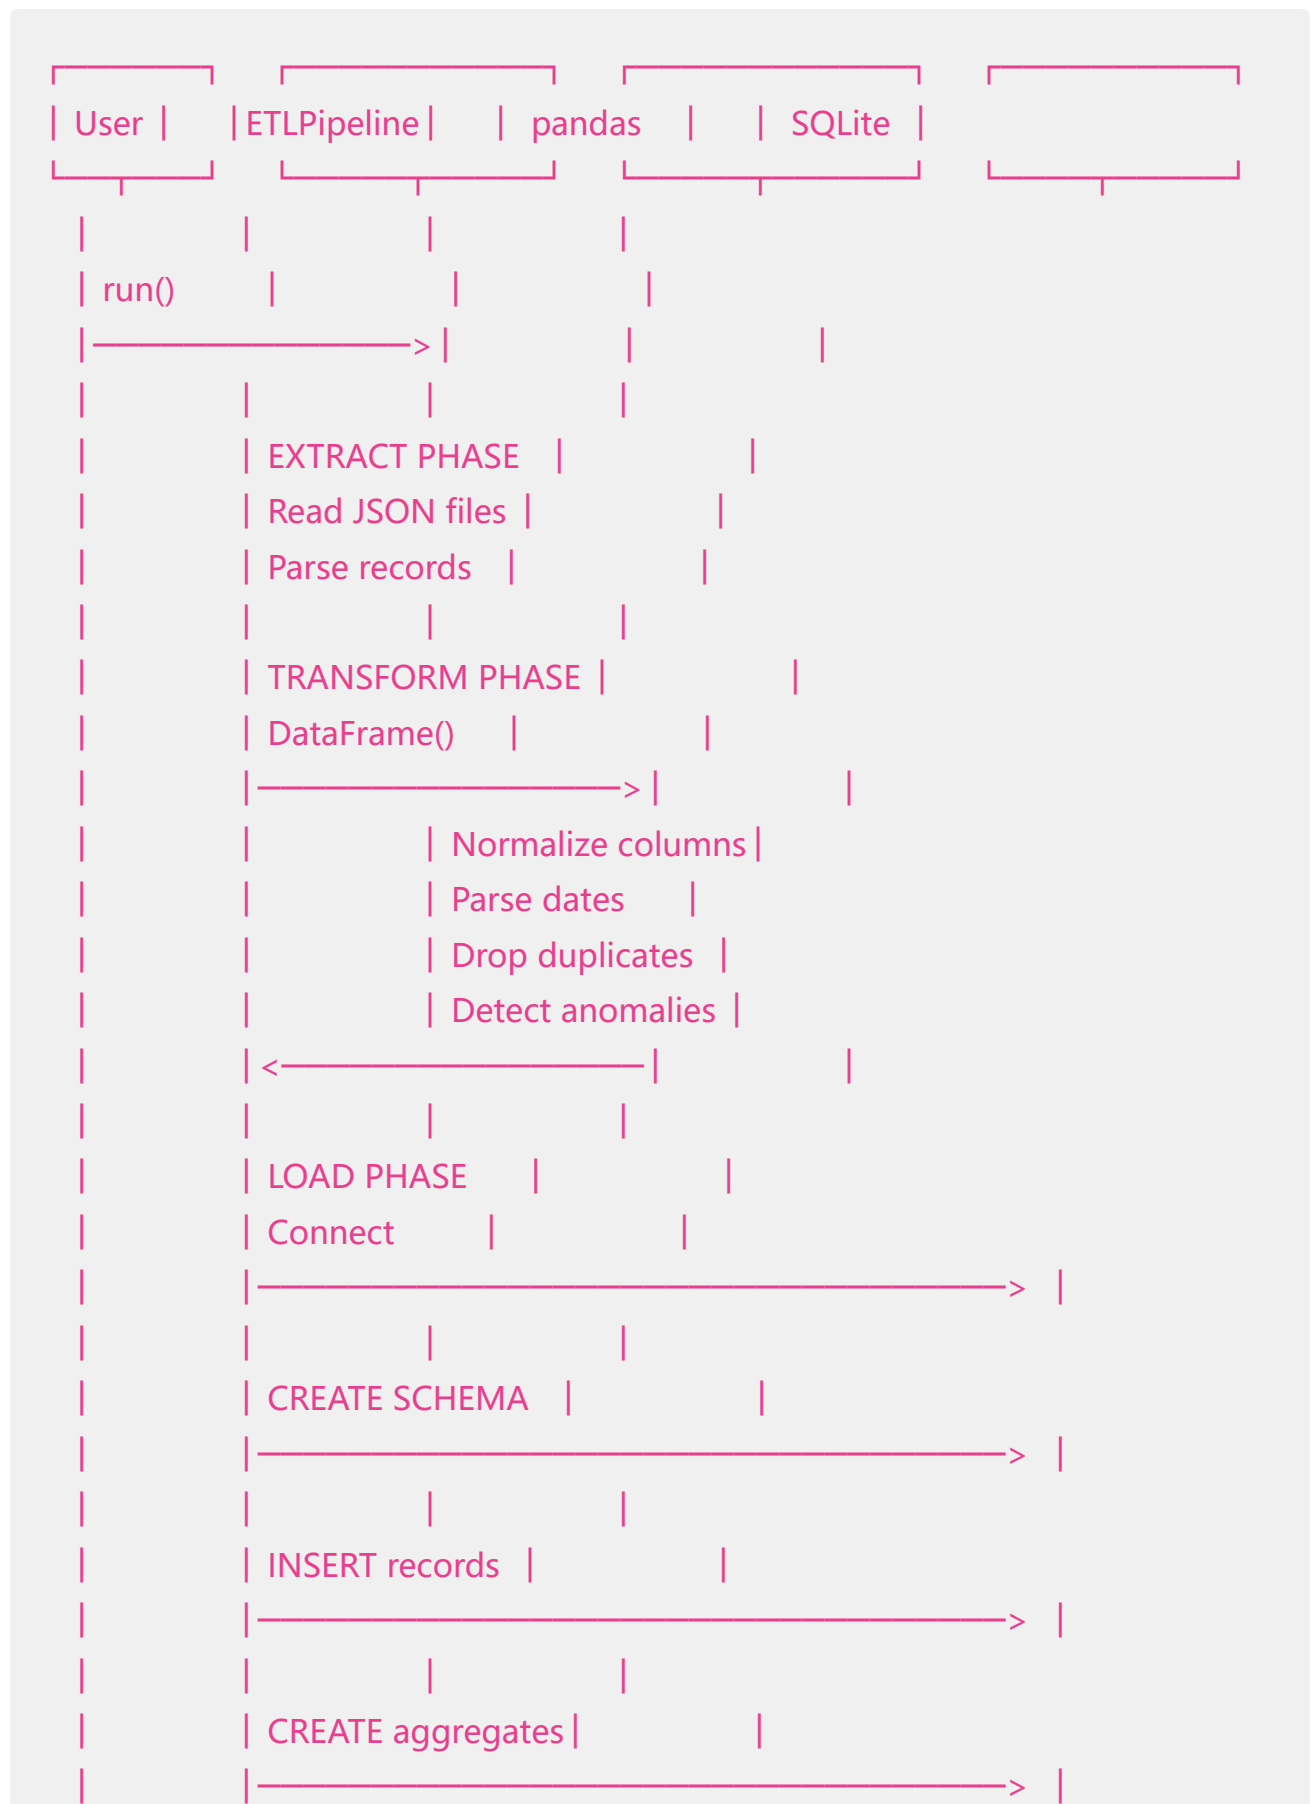 ┌──────┐ ┌───────────┐ ┌────────────┐ ┌──────────┐
│ User │ │ETLPipeline│ │ pandas │ │ SQLite │
└──┬───┘ └─────┬─────┘ └─────┬──────┘ └────┬─────┘
│ │ │ │
│ run() │ │ │
│──────────────>│ │ │
│ │ │ │
│ │ EXTRACT PHASE │ │
│ │ Read JSON files │ │
│ │ Parse records │ │
│ │ │ │
│ │ TRANSFORM PHASE │ │
│ │ DataFrame() │ │
│ │────────────────>│ │
│ │ │ Normalize columns│
│ │ │ Parse dates │
│ │ │ Drop duplicates │
│ │ │ Detect anomalies │
│ │<────────────────│ │
│ │ │ │
│ │ LOAD PHASE │ │
│ │ Connect │ │
│ │─────────────────────────────────> │
│ │ │ │
│ │ CREATE SCHEMA │ │
│ │─────────────────────────────────> │
│ │ │ │
│ │ INSERT records │ │
│ │─────────────────────────────────> │
│ │ │ │
│ │ CREATE aggregates│ │
│ │─────────────────────────────────> │